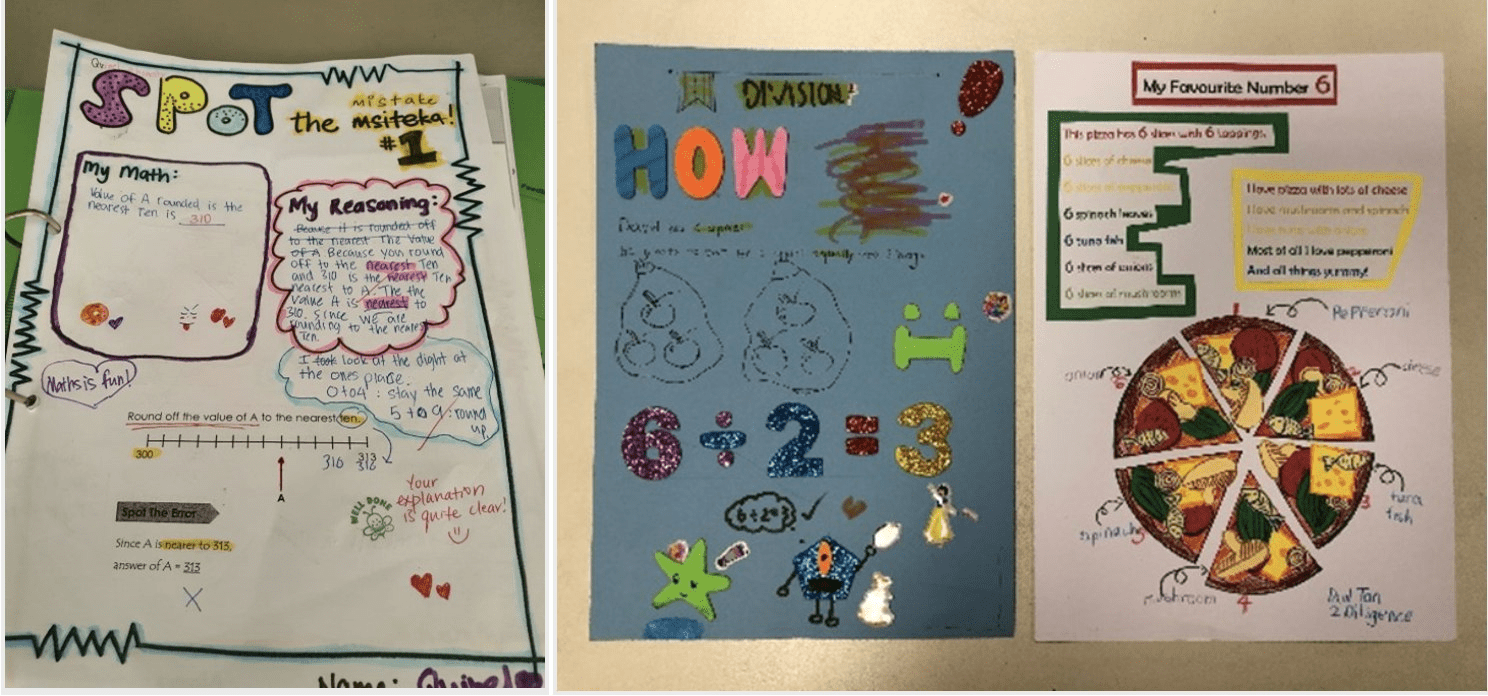 SPOT
the mistake
msiteka!
#1
My Math:
Value of A rounded is the
nearest Ten is 310
My Reasoning:
Because it is rounded off
to the nearest The Value
of A Because you round
off to the nearest Ten
and 310 is the nearest Ten
nearest to A. The the
Value A is nearest to
310. Since we are
rounding to the nearest
Ten.
I took look at the dight at
the ones plase.
0 to 4 : stay the same
5 to 9 : round
up
Maths is fun!
Round off the value of A to the nearest ten.
300
310
313
A
WELL DONE
Your
explanation
is quite clear!
Spot The Error
Since A is nearer to 313,
answer of A = 313
X
Name:
DIVISION
HOW
David has
equally
i
6 ÷ 2 = 3
6÷2=3
My Favourite Number 6
This pizza has 6 slices with 6 toppings.
6 slices of cheese
6 slices of pepperoni
6 spinach leaves
6 tuna fish
6 slices of onions
6 slices of mushrooms
I love pizza with lots of cheese
I love mushrooms and spinach
I love tuna with onions
Most of all I love pepperoni
And all things yummy!
1
PePPeroni
onion
cheese
3
tuna
fish
spinach
5
mushroom
4
Tan
2 Diligence